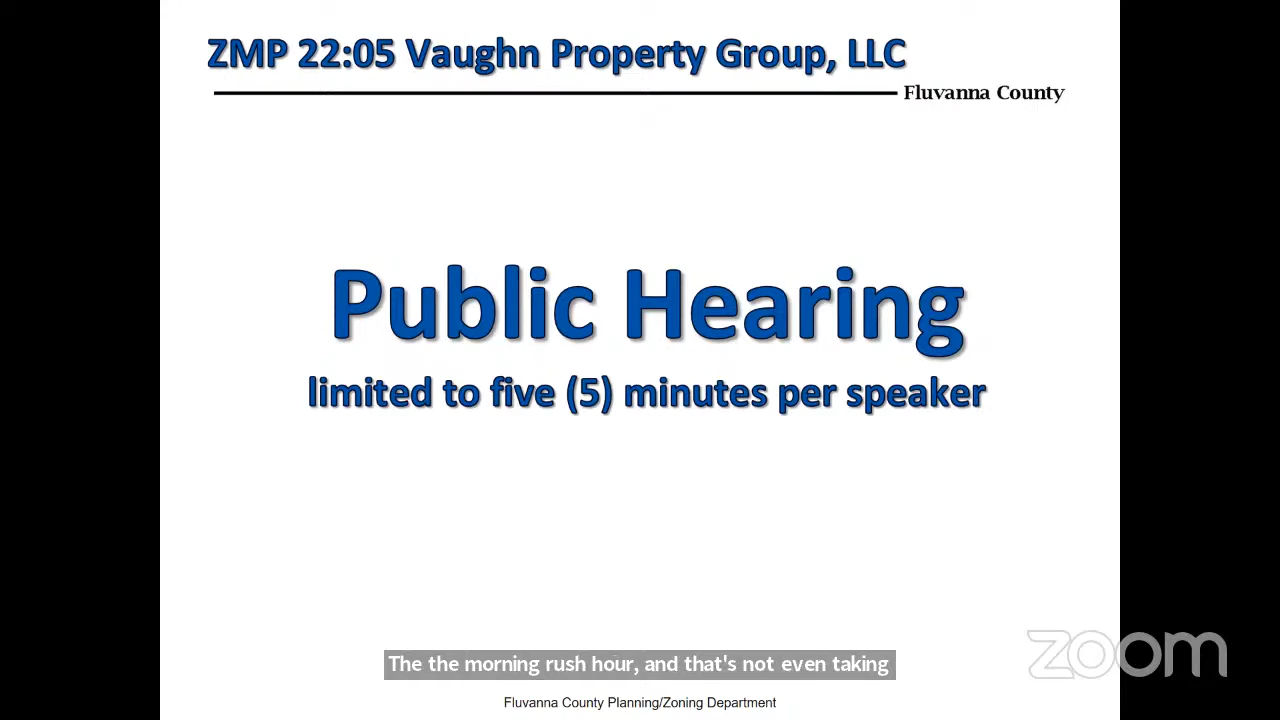 ZMP 22:05 Vaughn Property Group, LLC
Fluvanna County
Public Hearing
limited to five (5) minutes per speaker
The the morning rush hour, and that's not even taking
zoom
Fluvanna County Planning/Zoning Department